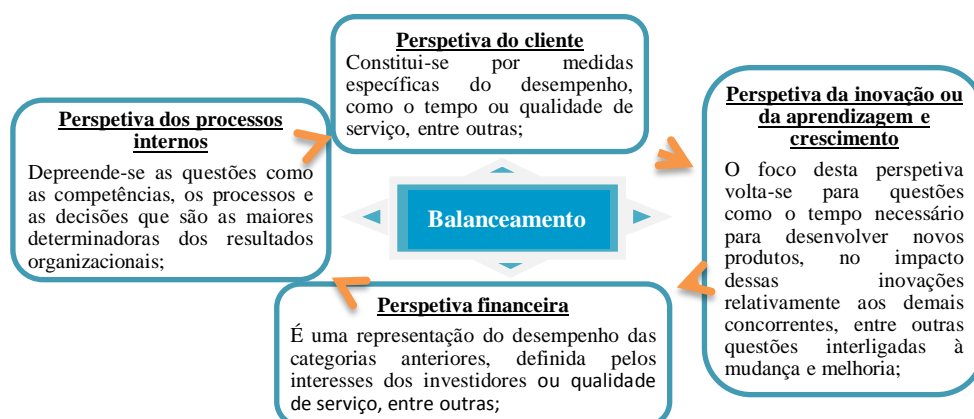 Perspetiva do cliente
Constitui-se por medidas
específicas do desempenho,
como o tempo ou qualidade de
serviço, entre outras;
Perspetiva dos processos
internos
Depreende-se as questões como
as competências, os processos e
as decisões que são as maiores
determinadoras dos resultados
organizacionais;
Balanceamento
Perspetiva da inovação ou
da aprendizagem e
crescimento
O foco desta perspetiva
volta-se para questões
como o tempo necessário
para desenvolver novos
produtos, no impacto
dessas inovações
relativamente aos demais
concorrentes, entre outras
questões interligadas à
mudança e melhoria;
Perspetiva financeira
É uma representação do desempenho das
categorias anteriores, definida pelos
interesses dos investidores ou qualidade
de serviço, entre outras;